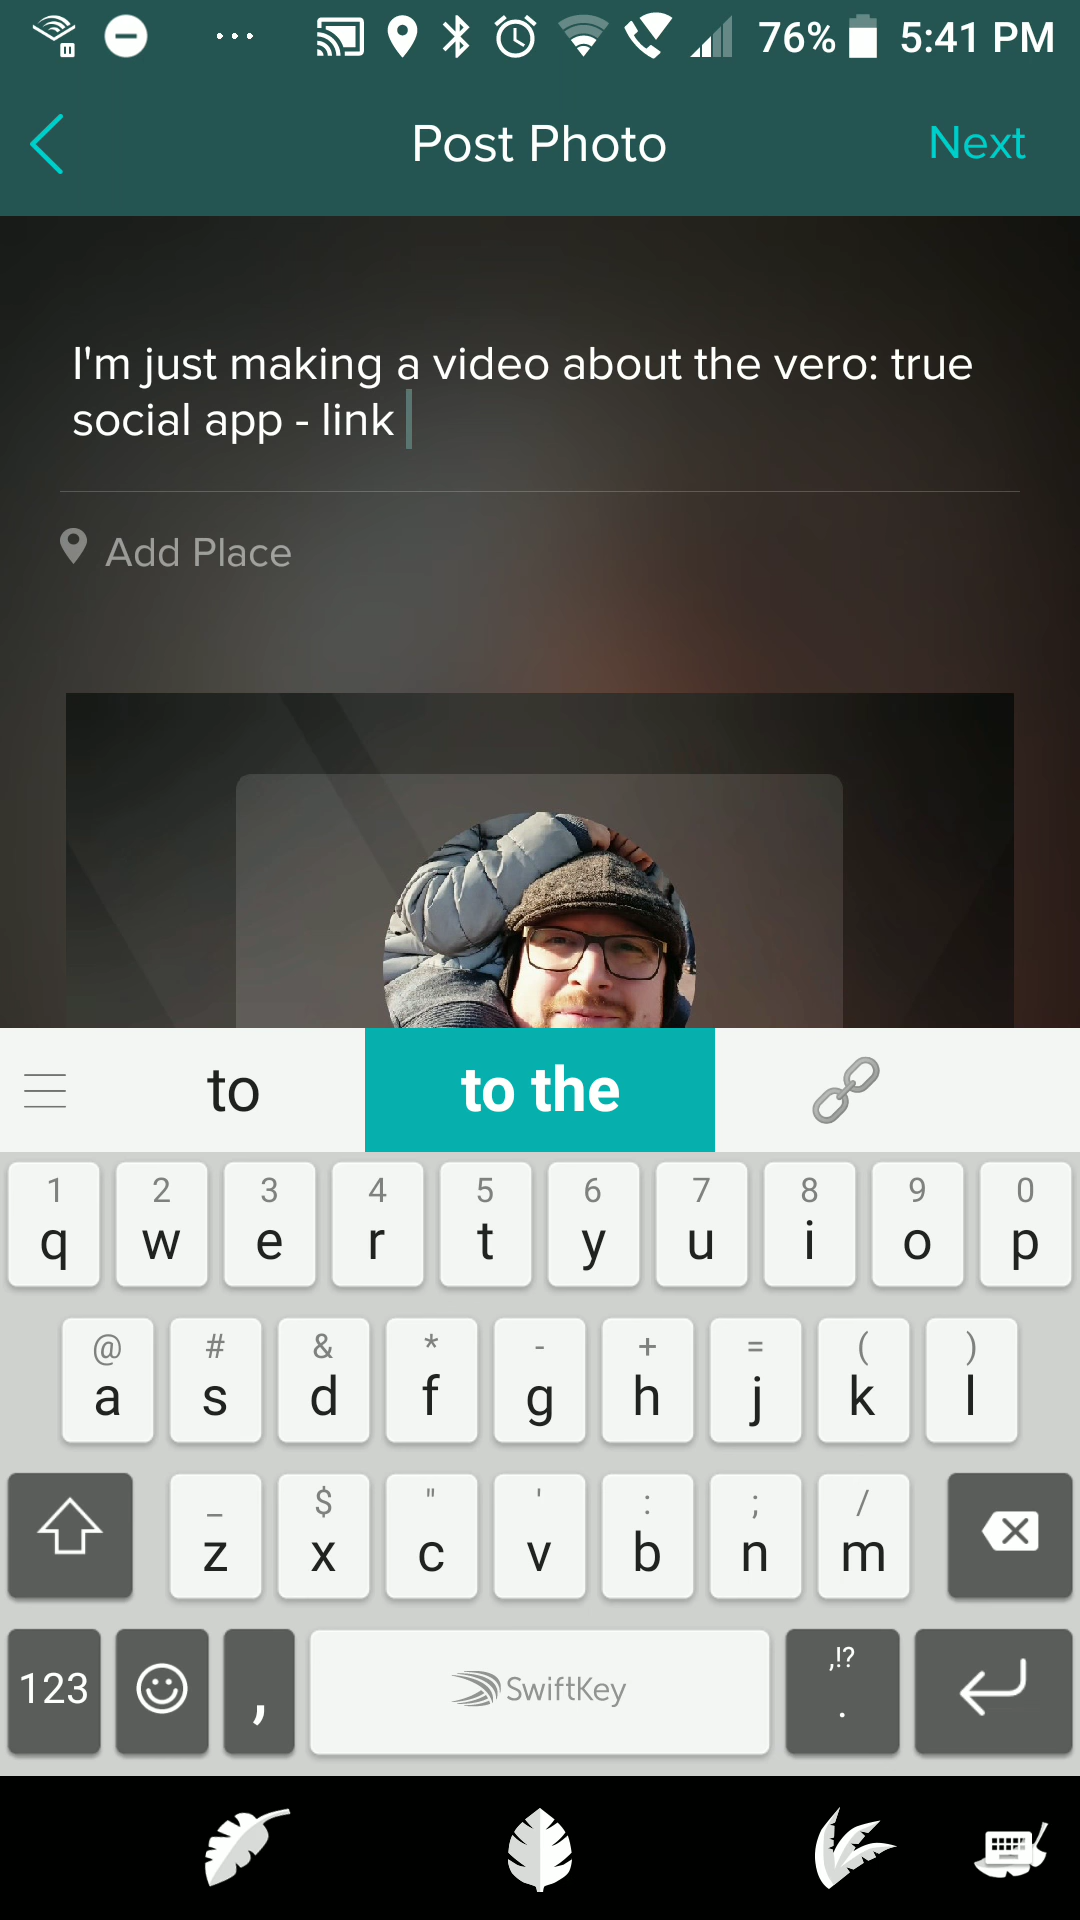 76% 5:41 PM
Post Photo Next
I'm just making a video about the vero: true
social app - link
Add Place
to to the
1 2 3 4 5 6 7 8 9 0
q w e r t y u i o p
@ # & * - + = ( )
a s d f g h j k l
_ $ " ' : ; /
z x c v b n m
123 , SwiftKey ,!? .